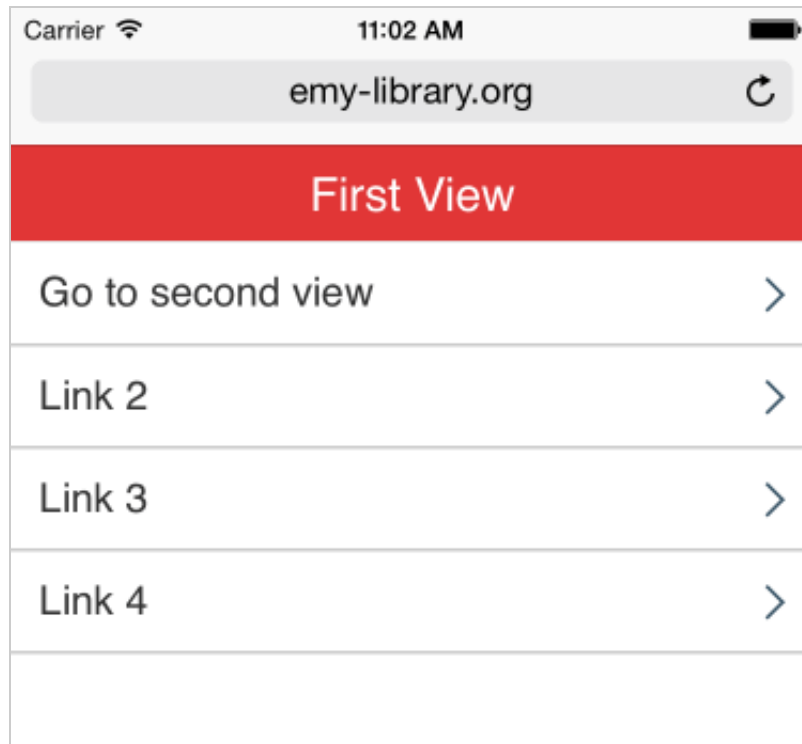 Carrier 11:02 AM
emy-library.org
First View
Go to second view
Link 2
Link 3
Link 4